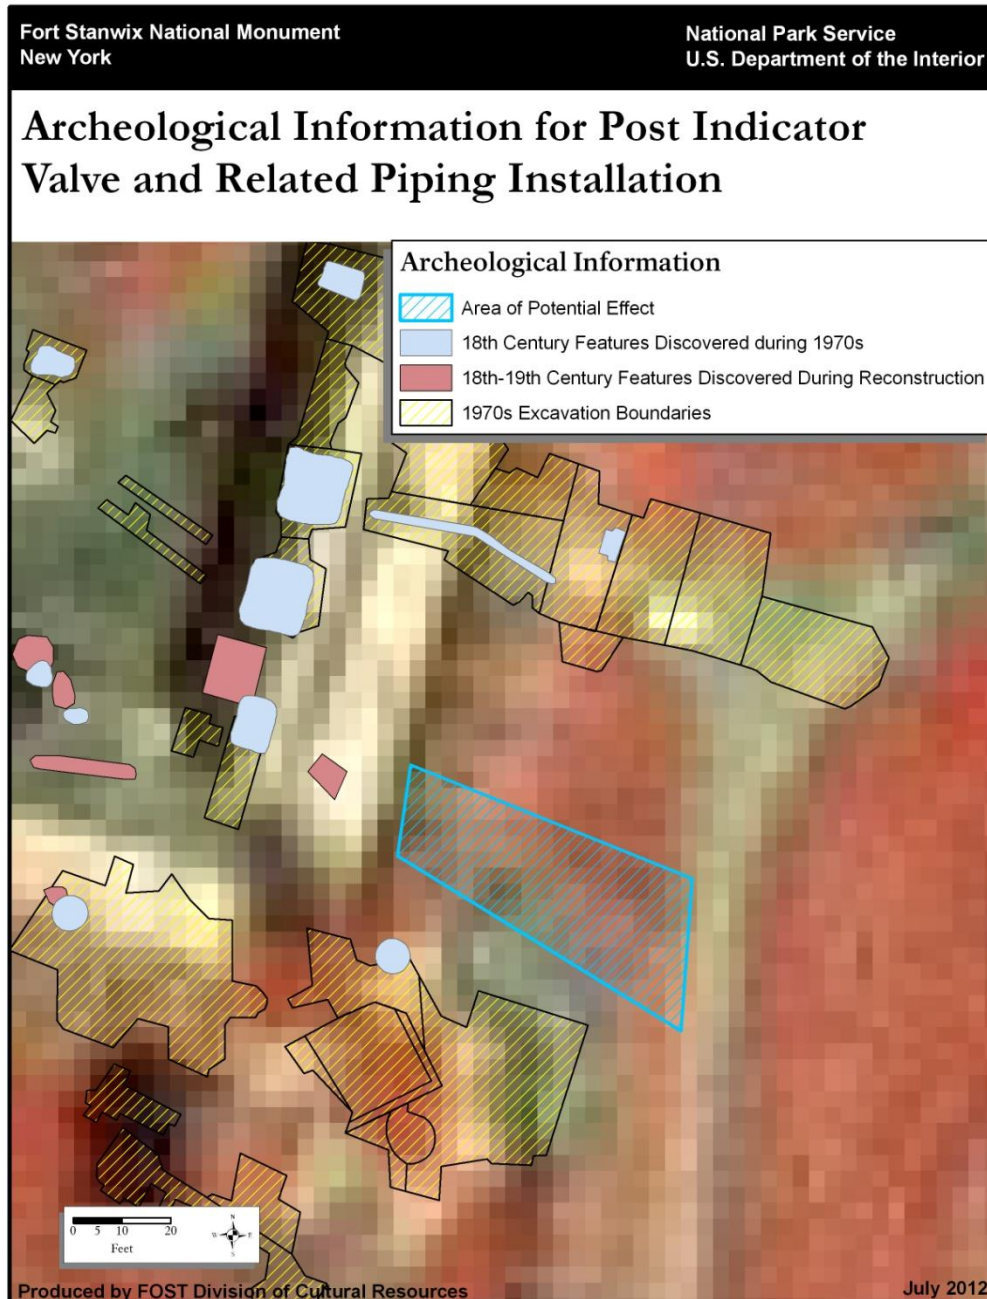 Fort Stanwix National Monument
New York
National Park Service
U.S. Department of the Interior
Archeological Information for Post Indicator
Valve and Related Piping Installation
Archeological Information
Area of Potential Effect
18th Century Features Discovered during 1970s
18th-19th Century Features Discovered During Reconstruction
1970s Excavation Boundaries
0 5 10 20
Feet
N
W E
S
Produced by FOST Division of Cultural Resources
July 2012